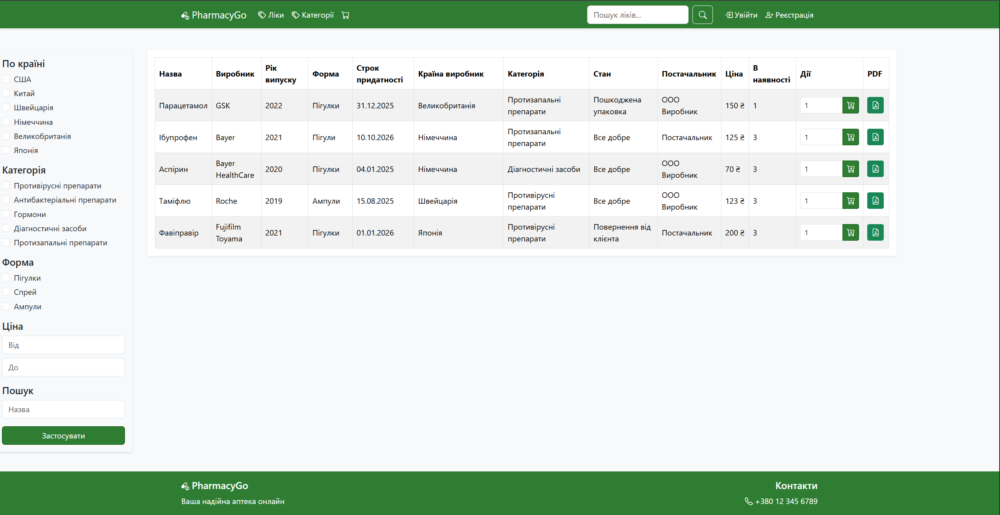 PharmacyGo Ліки Категорії Пошук ліків... Увійти Реєстрація
По країні
США
Китай
Швейцарія
Німеччина
Великобританія
Японія
Категорія
Противірусні препарати
Антибактеріальні препарати
Гормони
Діагностичні засоби
Протизапальні препарати
Форма
Пігулки
Спрей
Ампули
Ціна
Від
До
Пошук
Назва
Застосувати
Назва Виробник Рік випуску Форма Строк придатності Країна виробник Категорія Стан Постачальник Ціна В наявності Дії PDF
Парацетамол GSK 2022 Пігулки 31.12.2025 Великобританія Протизапальні препарати Пошкоджена упаковка ООО Виробник 150 ₴ 1 1
Ібупрофен Bayer 2021 Пігули 10.10.2026 Німеччина Протизапальні препарати Все добре Постачальник 125 ₴ 3 1
Аспірин Bayer HealthCare 2020 Пігулки 04.01.2025 Німеччина Діагностичні засоби Все добре ООО Виробник 70 ₴ 3 1
Таміфлю Roche 2019 Ампули 15.08.2025 Швейцарія Противірусні препарати Все добре ООО Виробник 123 ₴ 3 1
Фавіправір Fujifilm Toyama 2021 Пігулки 01.01.2026 Японія Противірусні препарати Повернення від клієнта Постачальник 200 ₴ 3 1
PharmacyGo
Ваша надійна аптека онлайн
Контакти
+380 12 345 6789